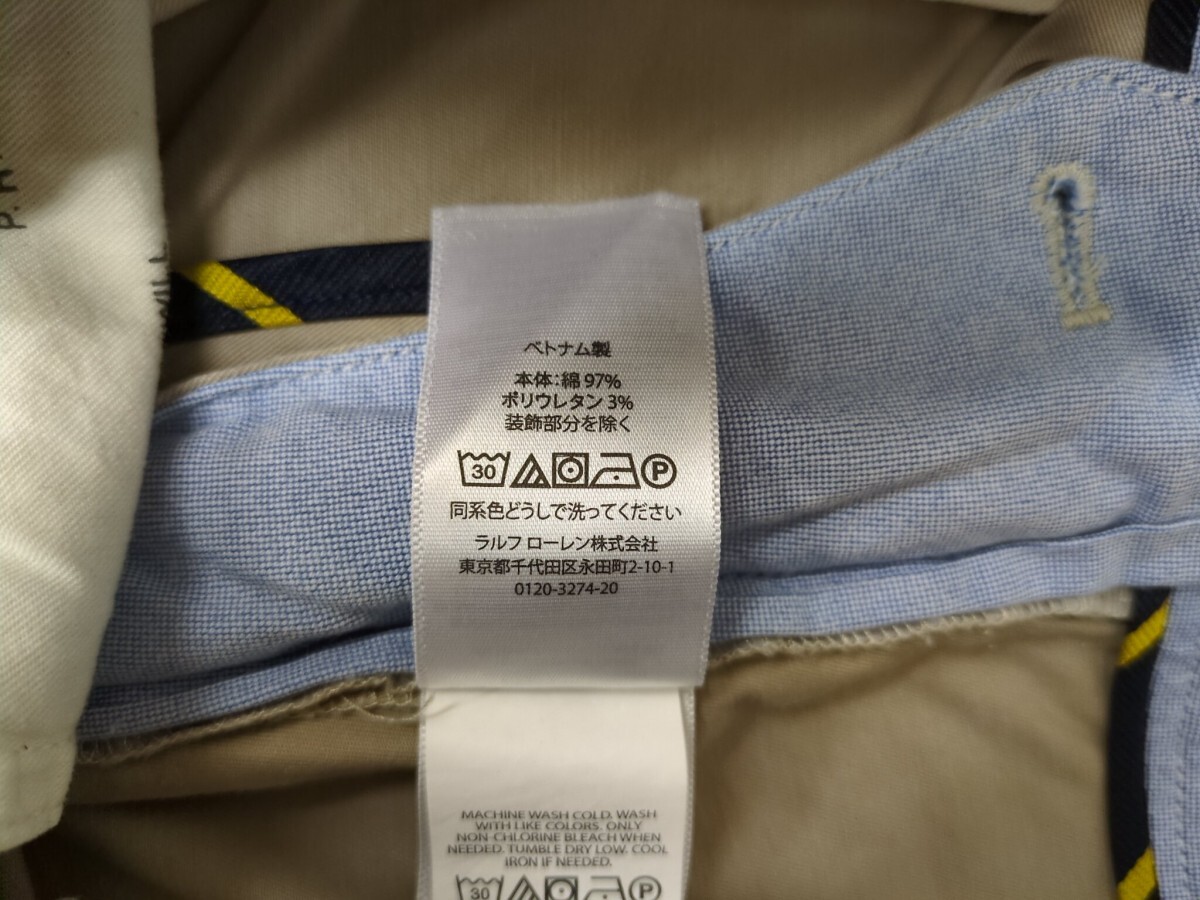 ベトナム製
本体:綿 97%
ポリウレタン 3%
装飾部分を除く
30
P
同系色どうしで洗ってください
ラルフ ローレン株式会社
東京都千代田区永田町2-10-1
0120-3274-20
MACHINE WASH COLD. WASH
WITH LIKE COLORS. ONLY
NON-CHLORINE BLEACH WHEN
NEEDED. TUMBLE DRY LOW. COOL
IRON IF NEEDED.
30
P